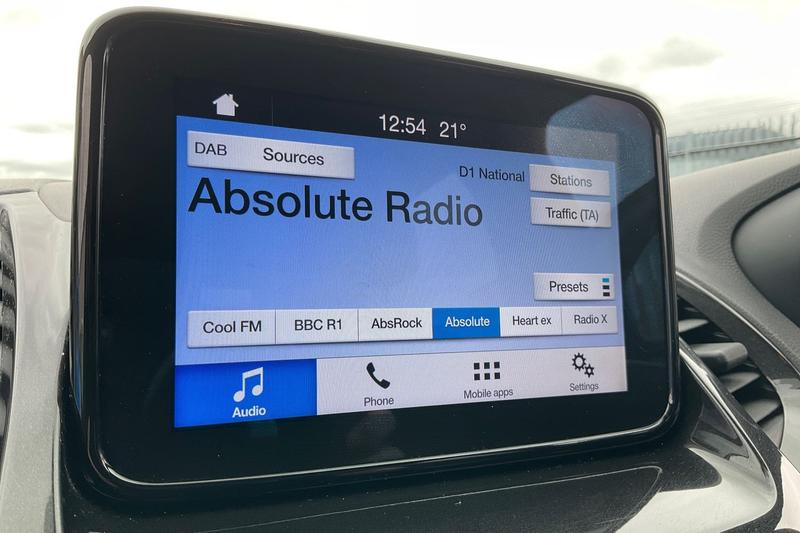 12:54 21°
DAB Sources
D1 National Stations
Absolute Radio
Traffic (TA)
Presets
Cool FM BBC R1 AbsRock Absolute Heart ex Radio X
Audio Phone Mobile apps Settings